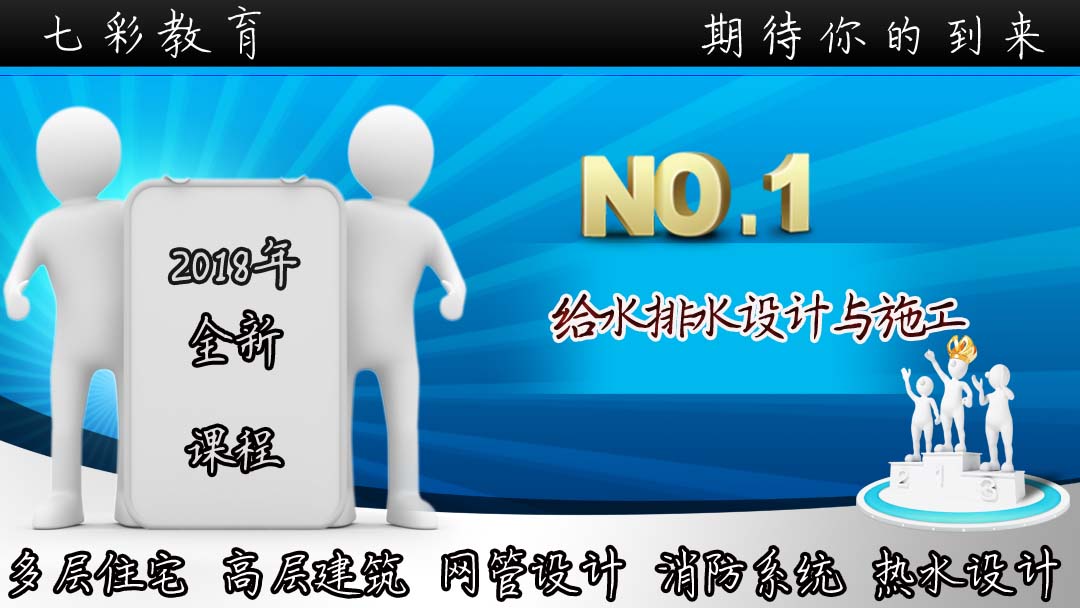 七彩教育 期待你的到来
NO.1
2018年
全新
课程
给水排水设计与施工
2 1 3
多层住宅 高层建筑 网管设计 消防系统 热水设计